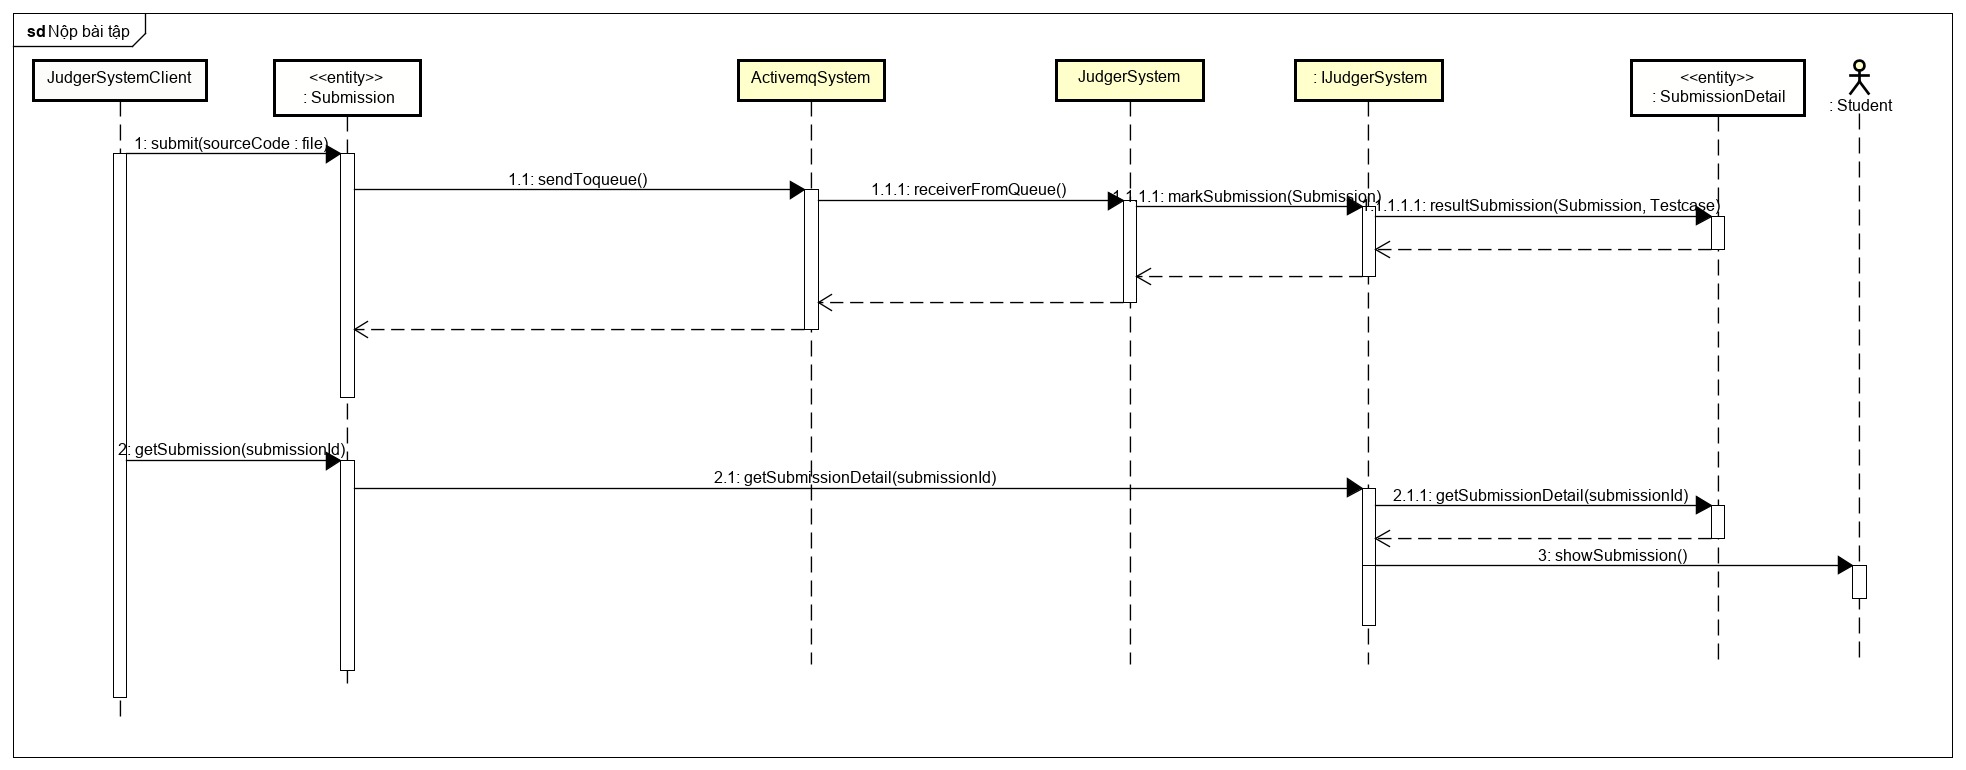 sd Nộp bài tập
JudgerSystemClient
<<entity>>
: Submission
ActivemqSystem
JudgerSystem
: IJudgerSystem
<<entity>>
: SubmissionDetail
: Student
1: submit(sourceCode : file)
1.1: sendToqueue()
1.1.1: receiverFromQueue()
1.1.1.1: markSubmission(Submission)
1.1.1.1.1: resultSubmission(Submission, Testcase)
2: getSubmission(submissionId)
2.1: getSubmissionDetail(submissionId)
2.1.1: getSubmissionDetail(submissionId)
3: showSubmission()